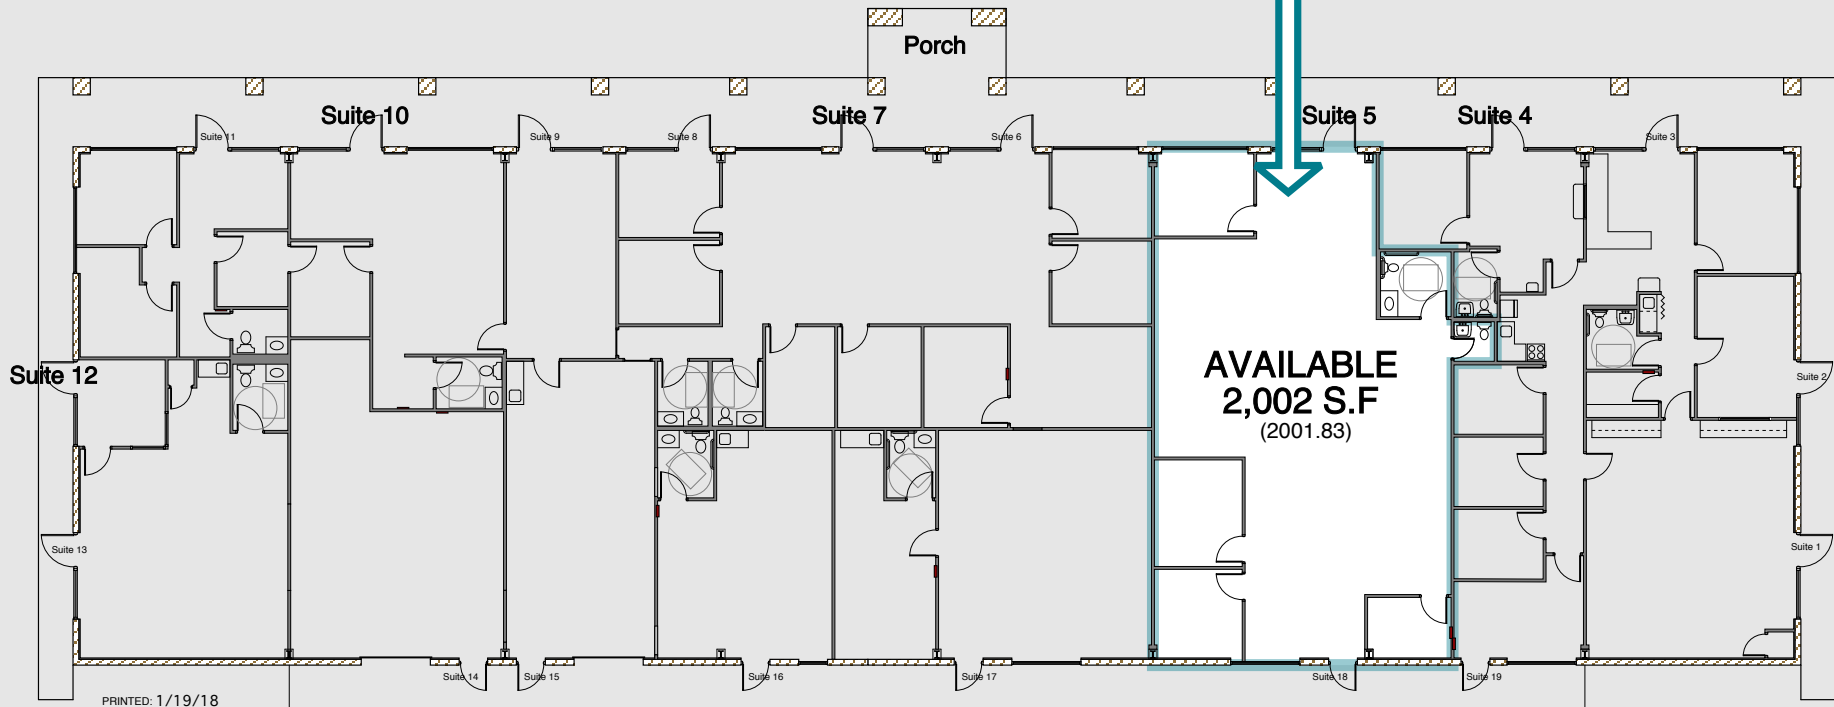 Porch
Suite 10
Suite 7
Suite 5
Suite 4
Suite 11
Suite 9
Suite 8
Suite 6
Suite 3
Suite 12
AVAILABLE
2,002 S.F
(2001.83)
Suite 2
Suite 13
Suite 1
Suite 14
Suite 15
Suite 16
Suite 17
Suite 18
Suite 19
PRINTED: 1/19/18